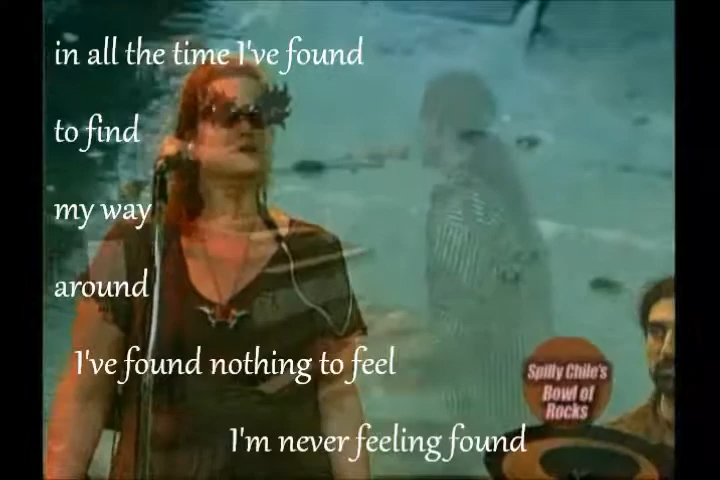 in all the time I've found
to find
my way
around
I've found nothing to feel
I'm never feeling found
Spilly Chile's
Bowl of
Rocks